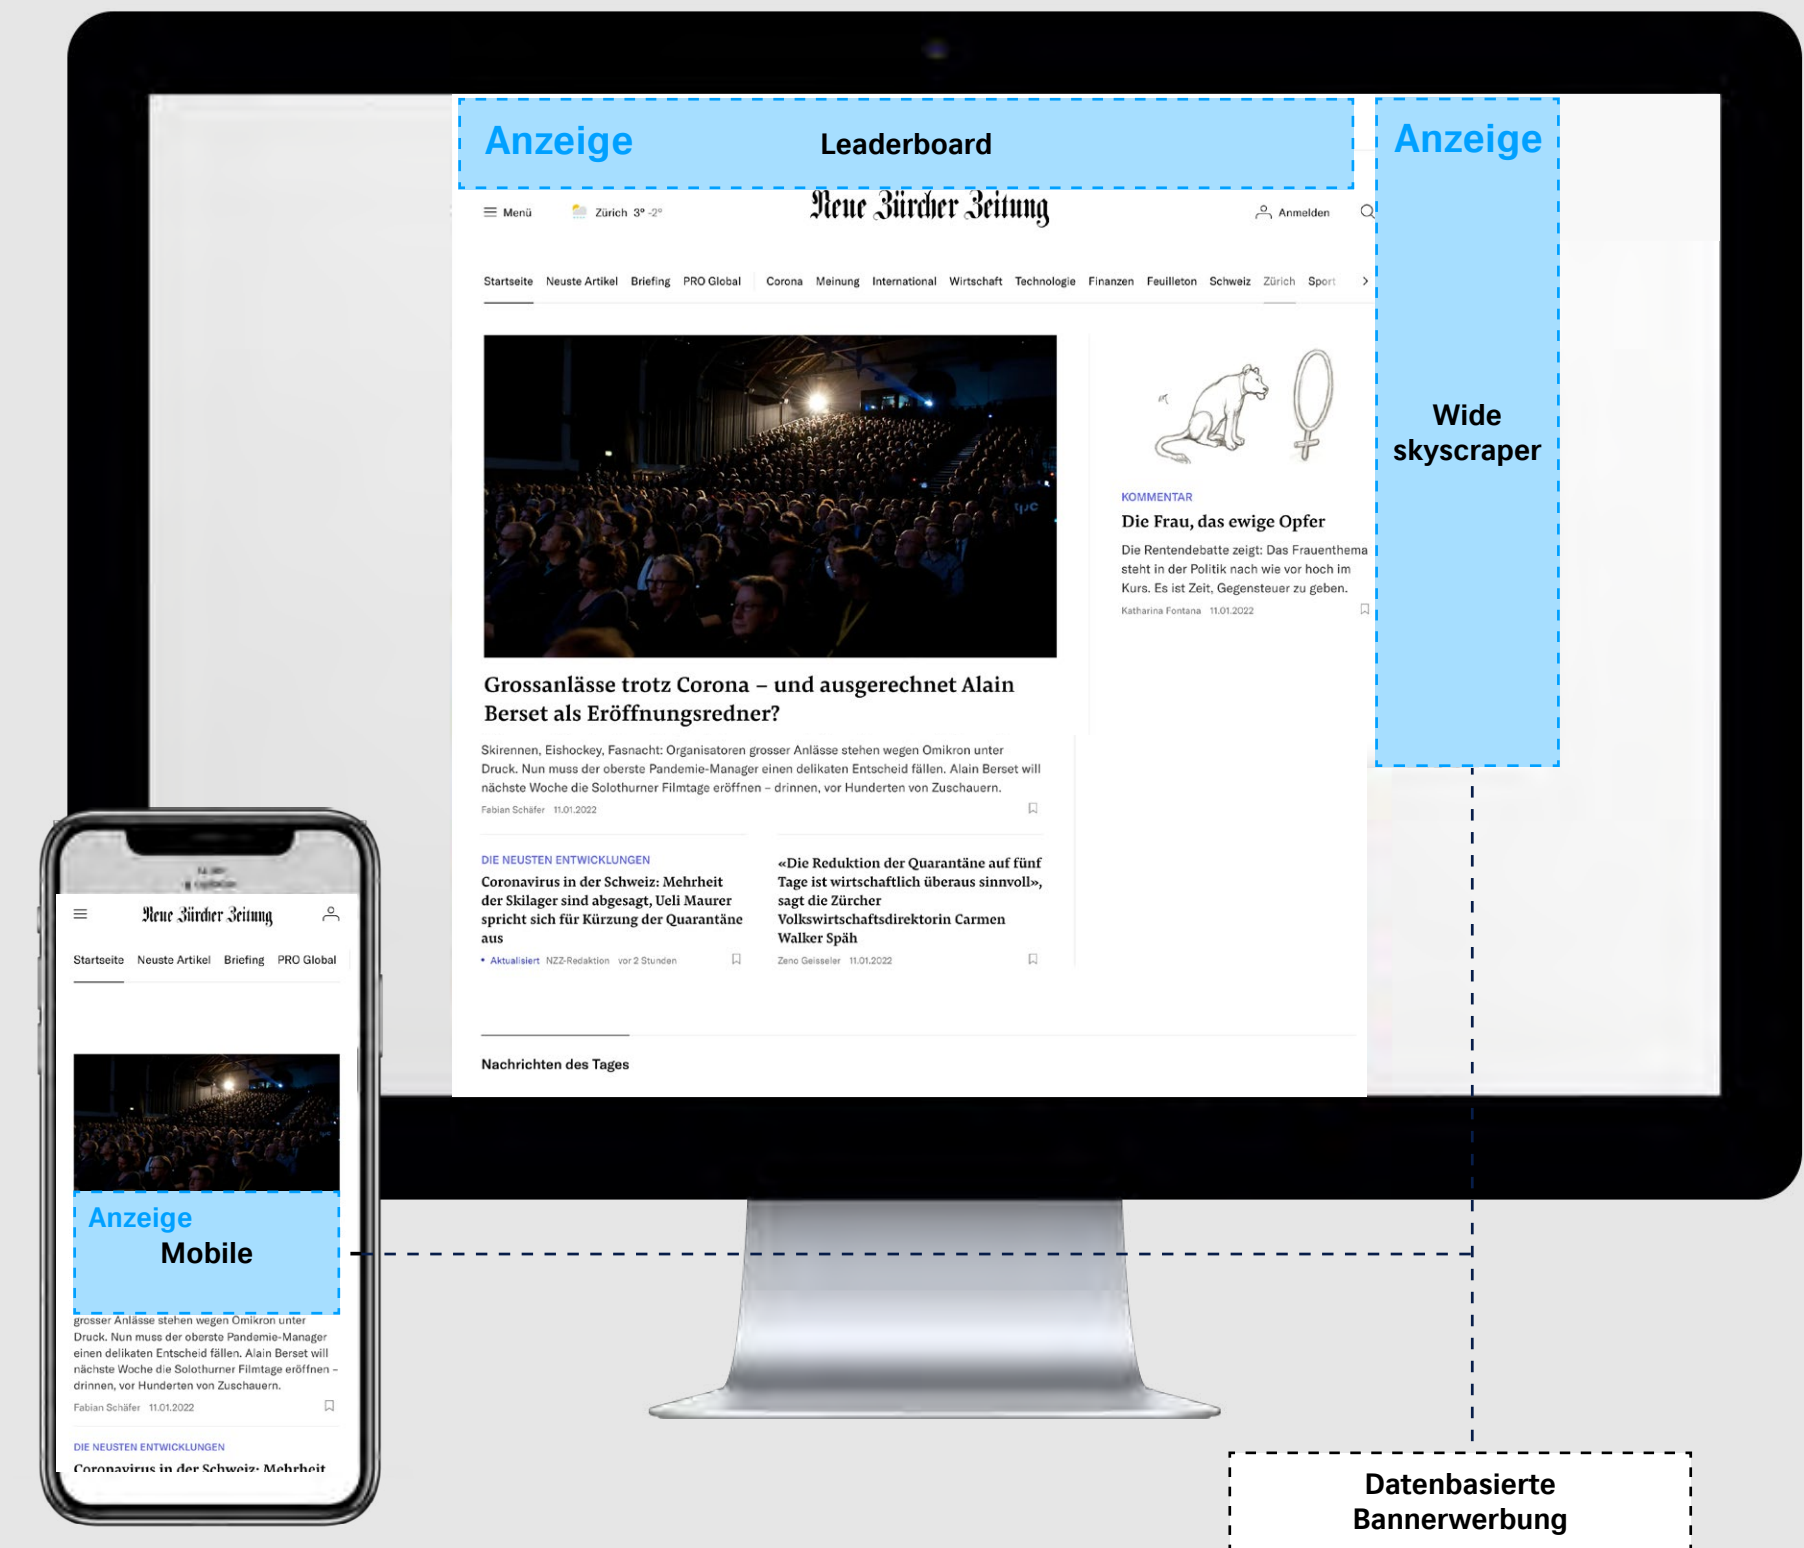 Anzeige
Leaderboard
Anzeige
Wide
skyscraper
Menü
Zürich 3° -2°
Neue Zürcher Zeitung
Anmelden
Startseite Neuste Artikel Briefing PRO Global Corona Meinung International Wirtschaft Technologie Finanzen Feuilleton Schweiz Zürich Sport
Grossanlässe trotz Corona – und ausgerechnet Alain
Berset als Eröffnungsredner?
Skirennen, Eishockey, Fasnacht: Organisatoren grosser Anlässe stehen wegen Omikron unter
Druck. Nun muss der oberste Pandemie-Manager einen delikaten Entscheid fällen. Alain Berset will
nächste Woche die Solothurner Filmtage eröffnen – drinnen, vor Hunderten von Zuschauern.
Fabian Schäfer 11.01.2022
KOMMENTAR
Die Frau, das ewige Opfer
Die Rentendebatte zeigt: Das Frauenthema
steht in der Politik nach wie vor hoch im
Kurs. Es ist Zeit, Gegensteuer zu geben.
Katharina Fontana 11.01.2022
DIE NEUSTEN ENTWICKLUNGEN
Coronavirus in der Schweiz: Mehrheit
der Skilager sind abgesagt, Ueli Maurer
spricht sich für Kürzung der Quarantäne
aus
• Aktualisiert NZZ-Redaktion vor 2 Stunden
«Die Reduktion der Quarantäne auf fünf
Tage ist wirtschaftlich überaus sinnvoll»,
sagt die Zürcher
Volkswirtschaftsdirektorin Carmen
Walker Späh
Zeno Geisseler 11.01.2022
Nachrichten des Tages
Neue Zürcher Zeitung
Startseite Neuste Artikel Briefing PRO Global
Anzeige
Mobile
grosser Anlässe stehen wegen Omikron unter
Druck. Nun muss der oberste Pandemie-Manager
einen delikaten Entscheid fällen. Alain Berset will
nächste Woche die Solothurner Filmtage eröffnen –
drinnen, vor Hunderten von Zuschauern.
Fabian Schäfer 11.01.2022
DIE NEUSTEN ENTWICKLUNGEN
Coronavirus in der Schweiz: Mehrheit
Datenbasierte
Bannerwerbung